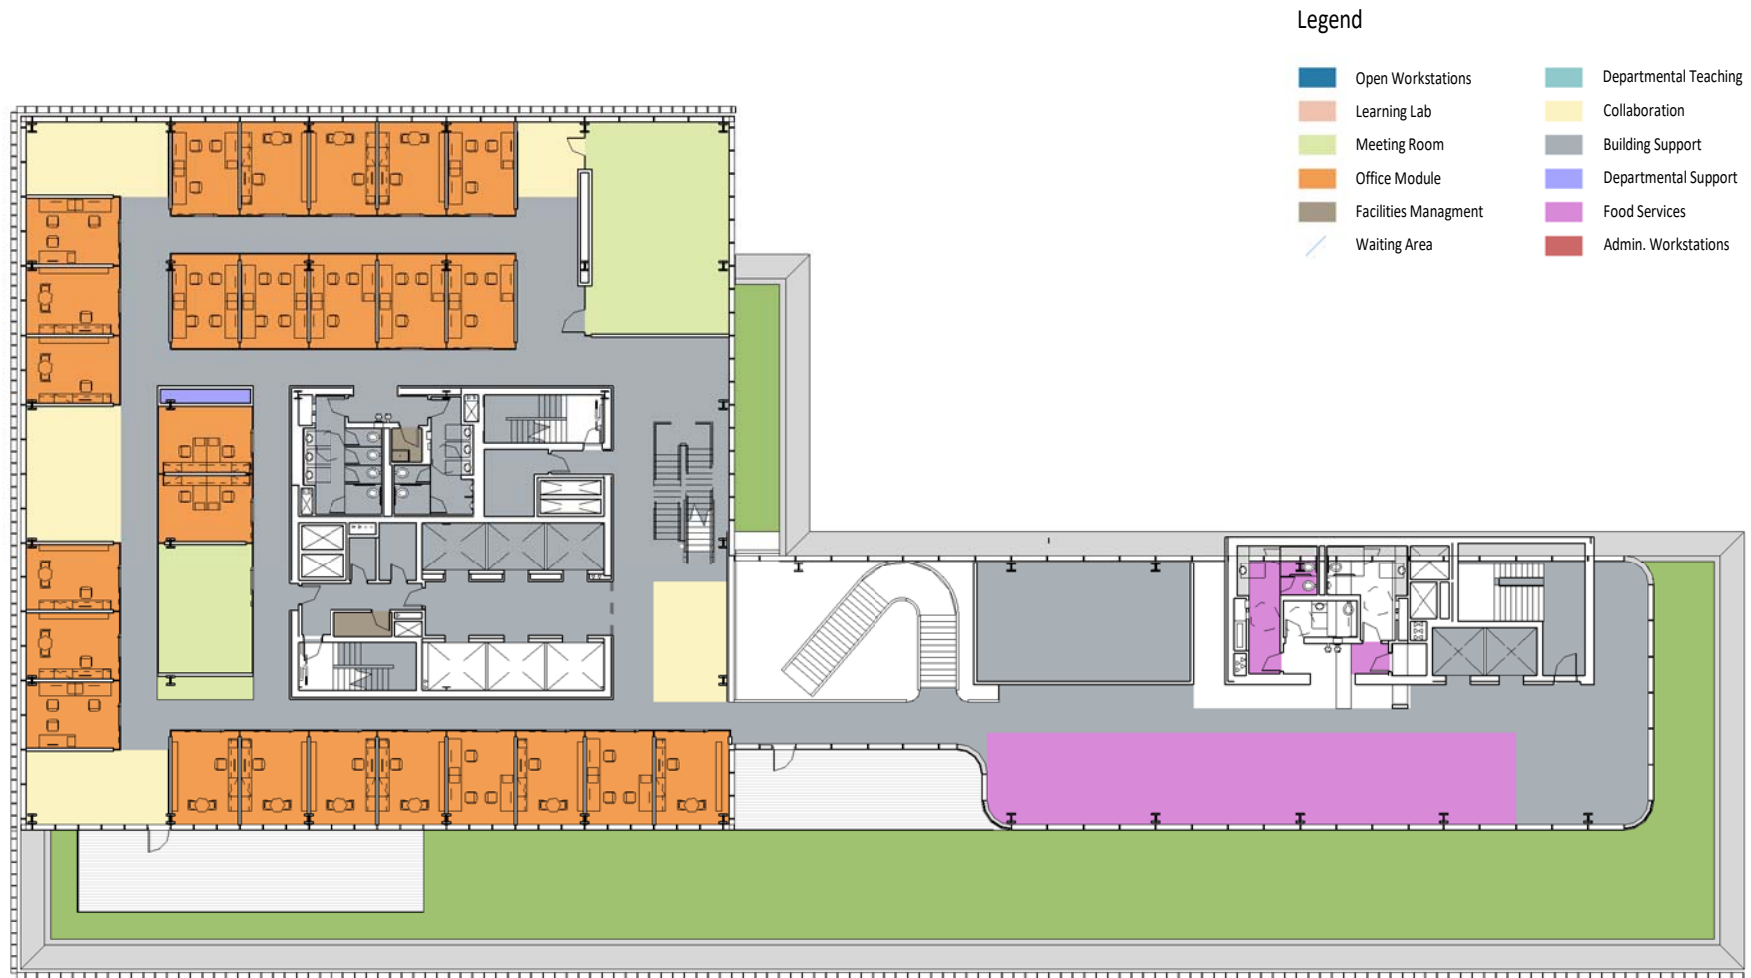 Legend
Open Workstations
Learning Lab
Meeting Room
Office Module
Facilities Managment
Waiting Area
Departmental Teaching
Collaboration
Building Support
Departmental Support
Food Services
Admin. Workstations